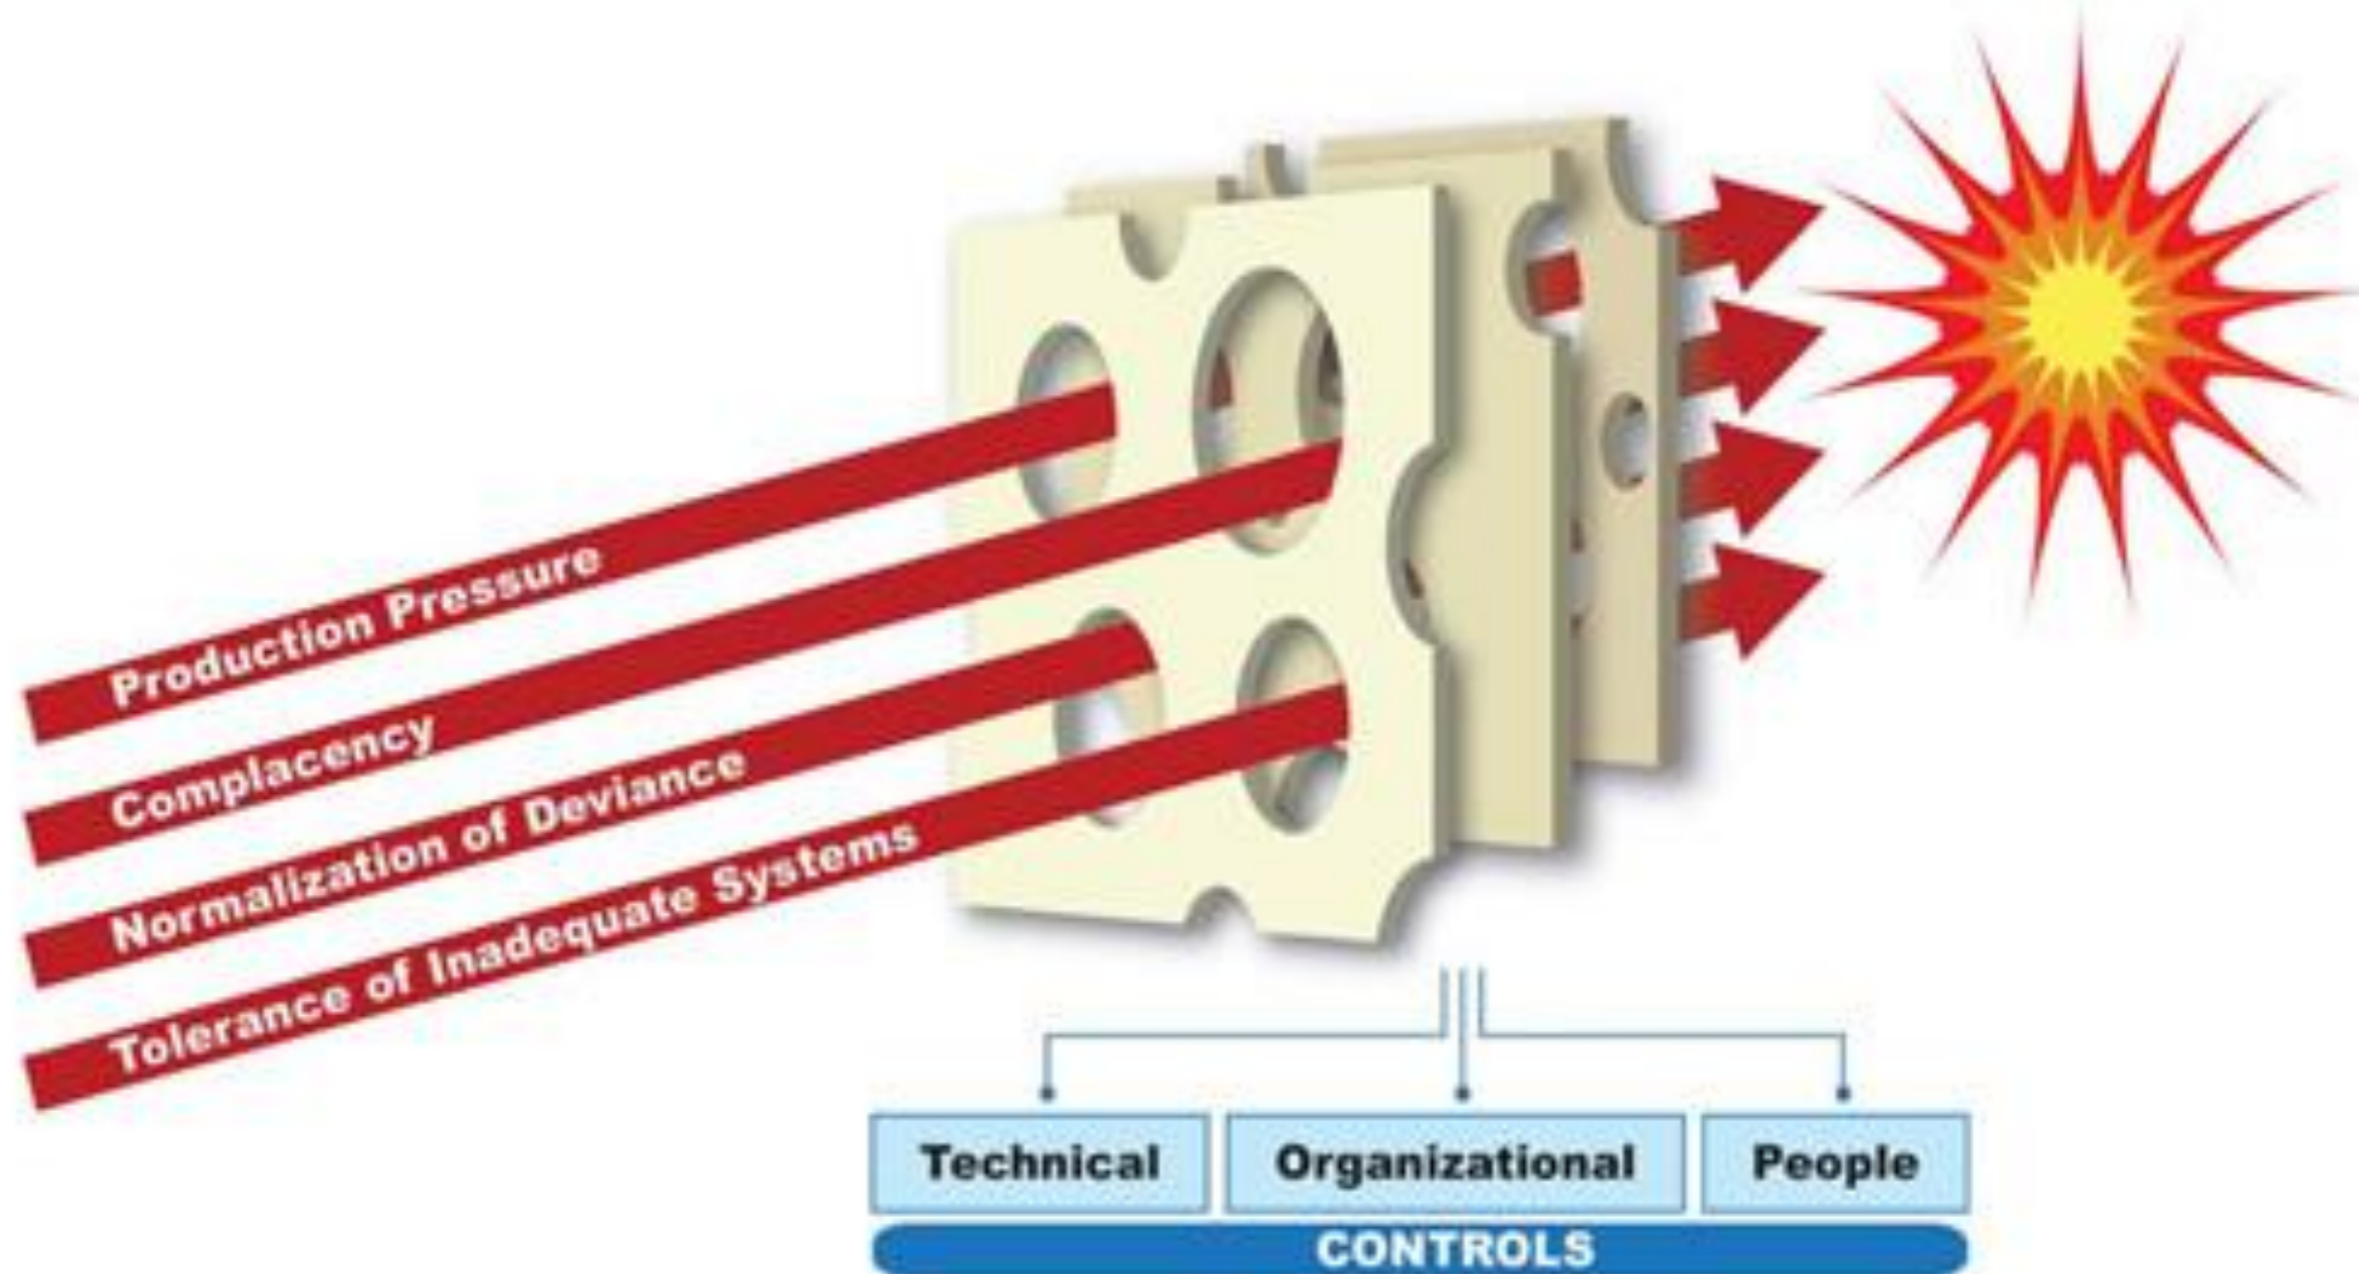 Production Pressure
Complacency
Normalization of Deviance
Tolerance of Inadequate Systems
Technical
Organizational
People
CONTROLS